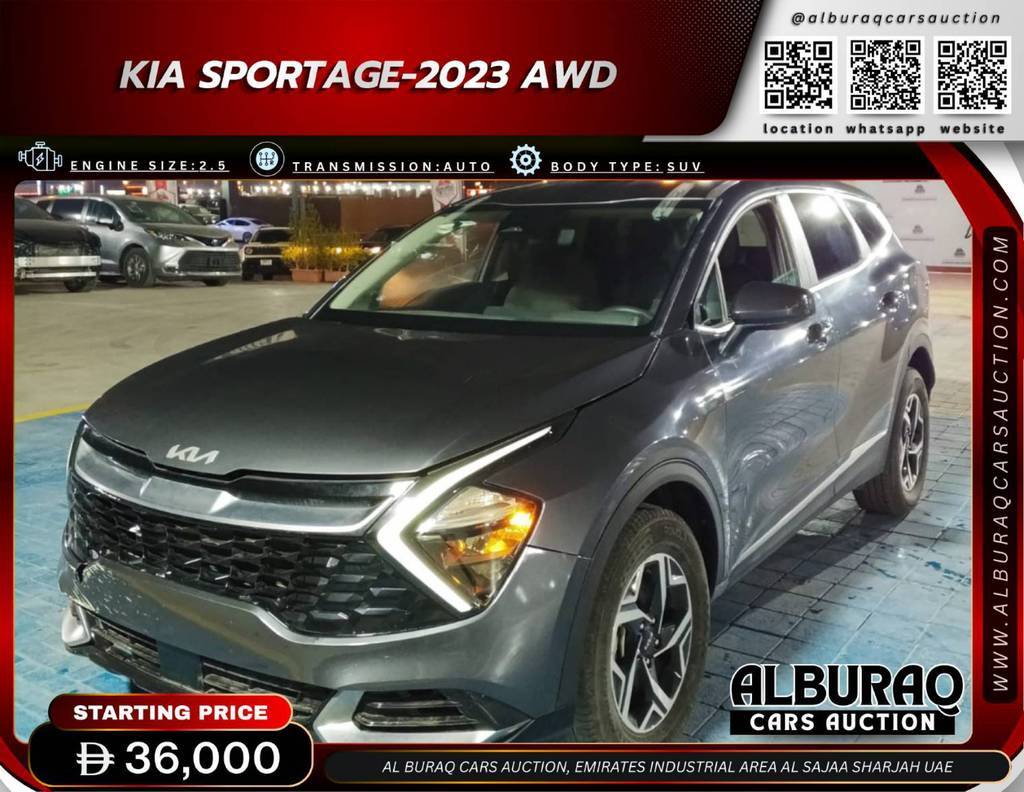 @alburaqcarsauction
KIA SPORTAGE-2023 AWD
location whatsapp website
ENGINE SIZE:2.5 TRANSMISSION:AUTO BODY TYPE: SUV
KIA
WWW.ALBURAQCARSAUCTION.COM
ALBURAQ
CARS AUCTION
STARTING PRICE
36,000
AL BURAQ CARS AUCTION, EMIRATES INDUSTRIAL AREA AL SAJAA SHARJAH UAE